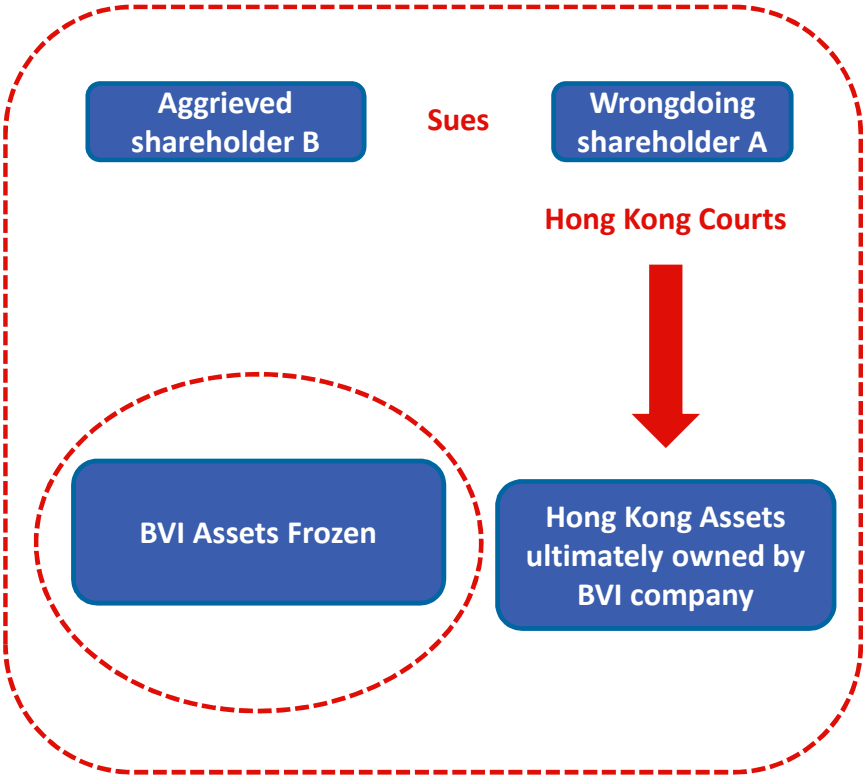 Aggrieved
shareholder B
Sues
Wrongdoing
shareholder A
Hong Kong Courts
BVI Assets Frozen
Hong Kong Assets
ultimately owned by
BVI company